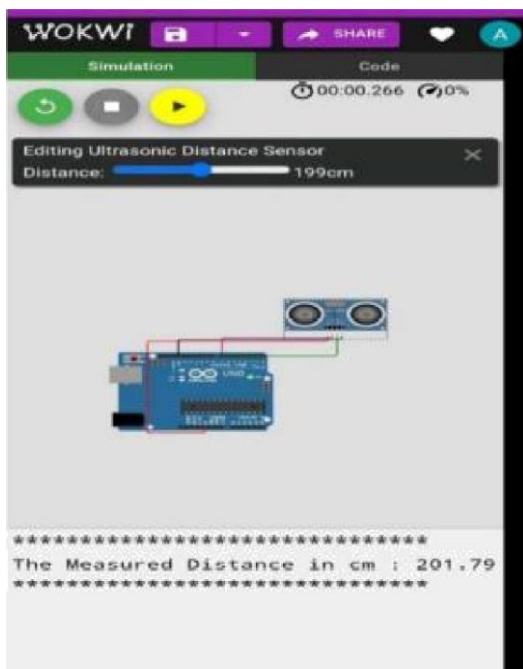 WOKWI SHARE A
Simulation Code
00:00.266 0%
Editing Ultrasonic Distance Sensor
Distance: 199cm
UNO
*********************************
The Measured Distance in cm : 201.79
*********************************